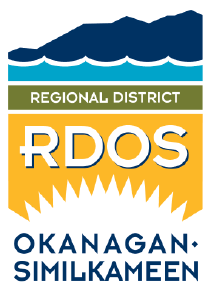 REGIONAL DISTRICT
RDOS
OKANAGAN·
SIMILKAMEEN